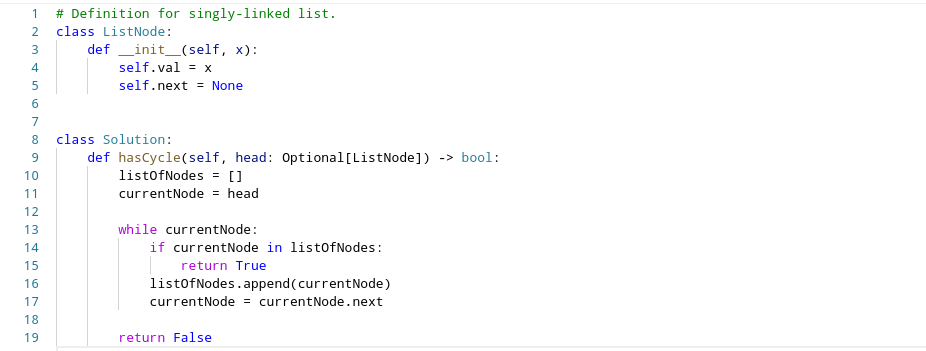 1 # Definition for singly-linked list.
2 class ListNode:
3     def __init__(self, x):
4         self.val = x
5         self.next = None
6
7
8 class Solution:
9     def hasCycle(self, head: Optional[ListNode]) -> bool:
10         listOfNodes = []
11         currentNode = head
12
13         while currentNode:
14             if currentNode in listOfNodes:
15                 return True
16             listOfNodes.append(currentNode)
17             currentNode = currentNode.next
18
19         return False